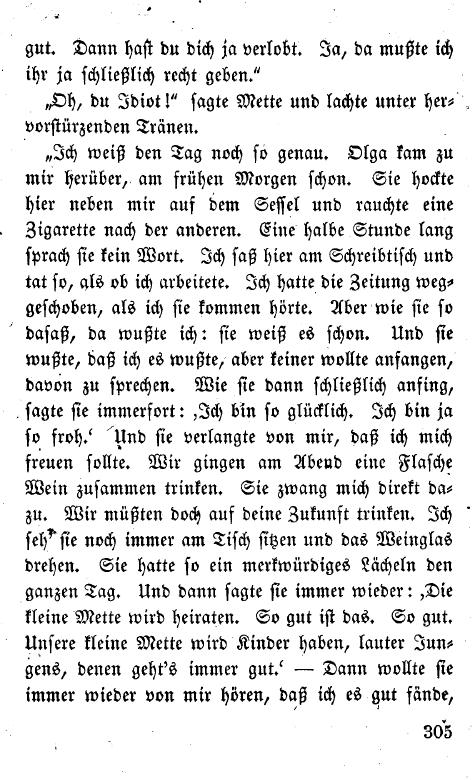 gut. Dann hast du dich ja verlobt. Ja, da mußte ich
ihr ja schließlich recht geben.“
„Oh, du Idiot!“ sagte Mette und lachte unter her-
vorstürzenden Tränen.
„Ich weiß den Tag noch so genau. Olga kam zu
mir herüber, am frühen Morgen schon. Sie hockte
hier neben mir auf dem Sessel und rauchte eine
Zigarette nach der anderen. Eine halbe Stunde lang
sprach sie kein Wort. Ich saß hier am Schreibtisch und
tat so, als ob ich arbeitete. Ich hatte die Zeitung weg-
geschoben, als ich sie kommen hörte. Aber wie sie so
dasaß, da wußte ich: sie weiß es schon. Und sie
wußte, daß ich es wußte, aber keiner wollte anfangen,
davon zu sprechen. Wie sie dann schließlich anfing,
sagte sie immerfort: ‚Ich bin so glücklich. Ich bin ja
so froh.‘ Und sie verlangte von mir, daß ich mich
freuen sollte. Wir gingen am Abend eine Flasche
Wein zusammen trinken. Sie zwang mich direkt da-
zu. Wir müßten doch auf deine Zukunft trinken. Ich
seh' sie noch immer am Tisch sitzen und das Weinglas
drehen. Sie hatte so ein merkwürdiges Lächeln den
ganzen Tag. Und dann sagte sie immer wieder: ‚Die
kleine Mette wird heiraten. So gut ist das. So gut.
Unsere kleine Mette wird Kinder haben, lauter Jun-
gens, denen geht's immer gut.‘ — Dann wollte sie
immer wieder von mir hören, daß ich es gut fände,
305